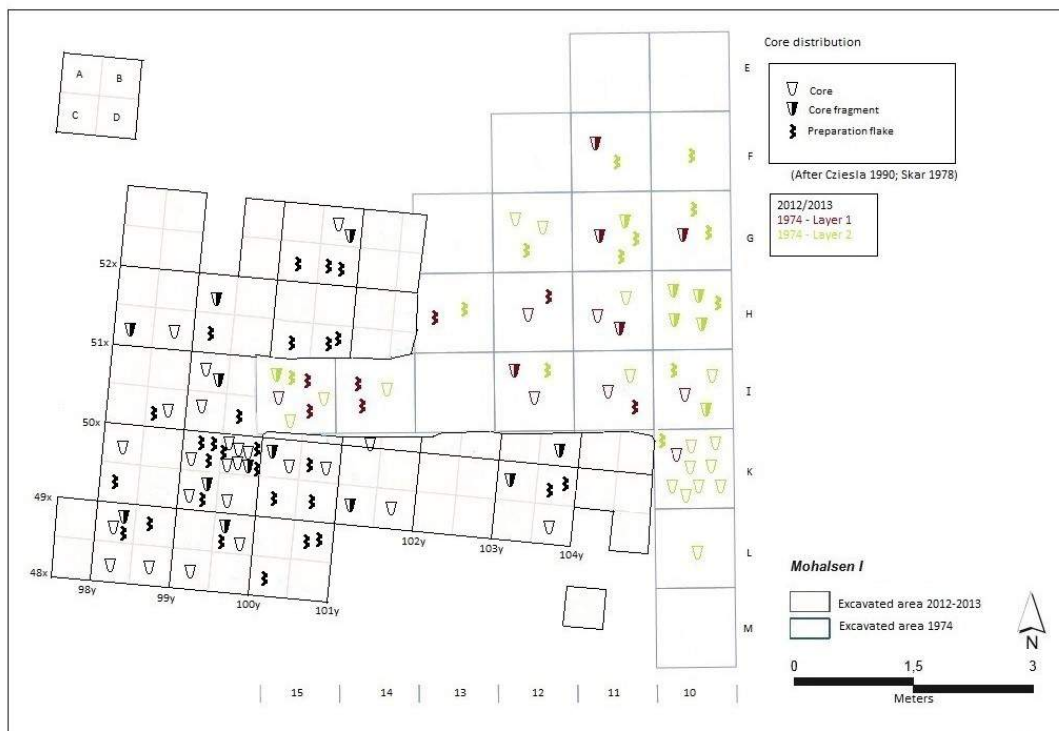 Core distribution
A B
C D
Core
Core fragment
Preparation flake
(After Cziesla 1990; Skar 1978)
2012/2013
1974 - Layer 1
1974 - Layer 2
E
F
G
H
I
K
L
M
52x
51x
50x
49x
48x
98y
99y
100y
101y
102y
103y
104y
15 14 13 12 11 10
Mohalsen I
Excavated area 2012-2013
Excavated area 1974
N
0 1,5 3
Meters